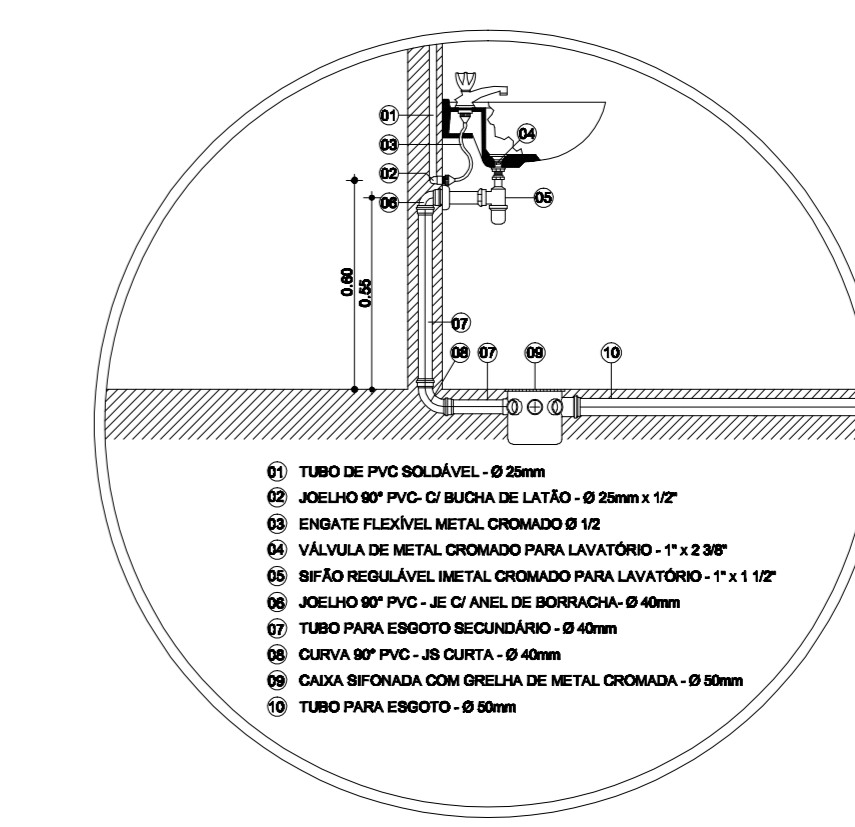 01
03
04
02
06
05
0.60
0.55
07
08 07 09 10
01 TUBO DE PVC SOLDÁVEL - Ø 25mm
02 JOELHO 90° PVC- C/ BUCHA DE LATÃO - Ø 25mm x 1/2"
03 ENGATE FLEXÍVEL METAL CROMADO Ø 1/2
04 VÁLVULA DE METAL CROMADO PARA LAVATÓRIO - 1" x 2 3/8"
05 SIFÃO REGULÁVEL IMETAL CROMADO PARA LAVATÓRIO - 1" x 1 1/2"
06 JOELHO 90° PVC - JE C/ ANEL DE BORRACHA- Ø 40mm
07 TUBO PARA ESGOTO SECUNDÁRIO - Ø 40mm
08 CURVA 90° PVC - JS CURTA - Ø 40mm
09 CAIXA SIFONADA COM GRELHA DE METAL CROMADA - Ø 50mm
10 TUBO PARA ESGOTO - Ø 50mm